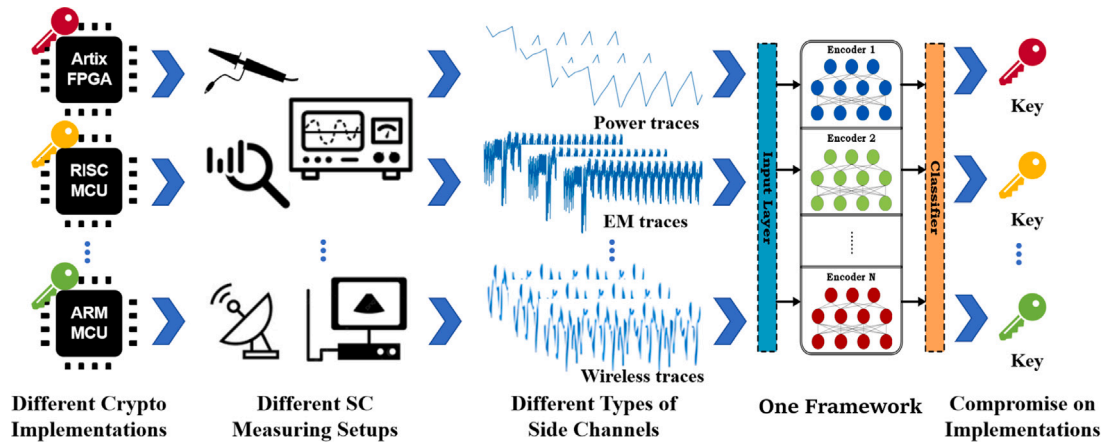 Artix
FPGA
RISC
MCU
ARM
MCU
Different Crypto
Implementations
Different SC
Measuring Setups
Power traces
EM traces
Wireless traces
Different Types of
Side Channels
Input Layer
Encoder 1
Encoder 2
Encoder N
Classifier
One Framework
Key
Key
Key
Compromise on
Implementations